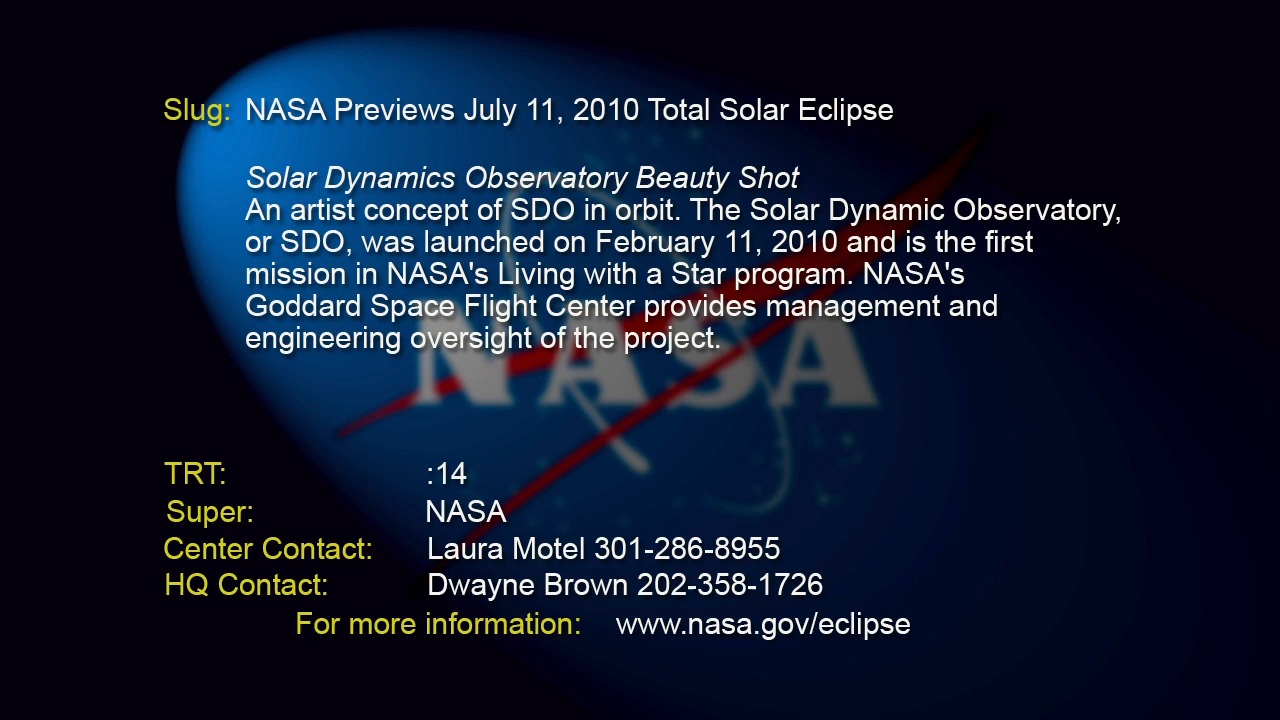 Slug: NASA Previews July 11, 2010 Total Solar Eclipse
Solar Dynamics Observatory Beauty Shot
An artist concept of SDO in orbit. The Solar Dynamic Observatory,
or SDO, was launched on February 11, 2010 and is the first
mission in NASA's Living with a Star program. NASA's
Goddard Space Flight Center provides management and
engineering oversight of the project.
NASA
TRT: :14
Super: NASA
Center Contact: Laura Motel 301-286-8955
HQ Contact: Dwayne Brown 202-358-1726
For more information: www.nasa.gov/eclipse